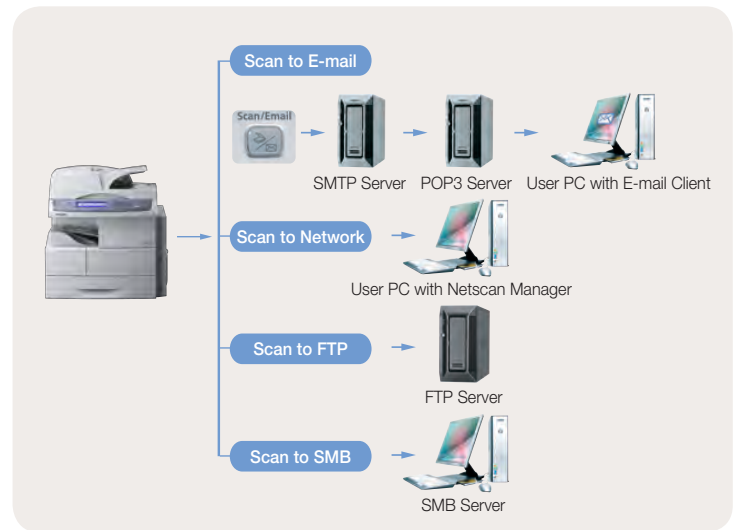 Scan to E-mail
Scan/Email
SMTP Server
POP3 Server
User PC with E-mail Client
Scan to Network
User PC with Netscan Manager
Scan to FTP
FTP Server
Scan to SMB
SMB Server